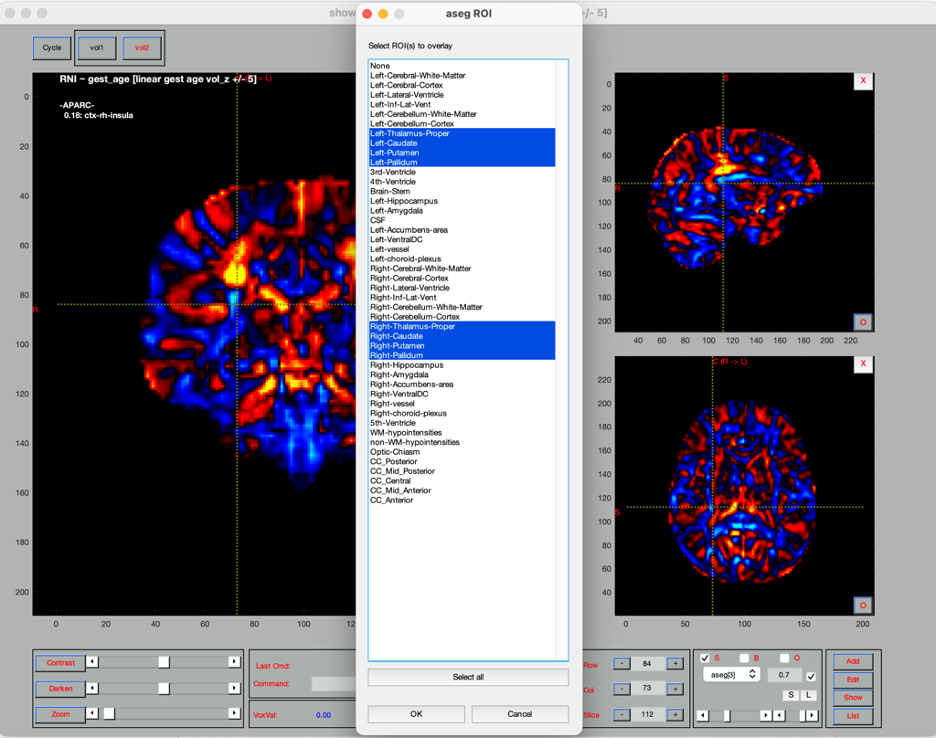 show
aseg ROI
+/- 5]
Cycle
vol1
vol2
RNI ~ gest_age [linear gest age vol_z +/- 5]
-APARC-
0.18: ctx-rh-insula
R
0
20
40
60
80
100
120
140
160
180
200
0
20
40
60
80
100
Select ROI(s) to overlay
None
Left-Cerebral-White-Matter
Left-Cerebral-Cortex
Left-Lateral-Ventricle
Left-Inf-Lat-Vent
Left-Cerebellum-White-Matter
Left-Cerebellum-Cortex
Left-Thalamus-Proper
Left-Caudate
Left-Putamen
Left-Pallidum
3rd-Ventricle
4th-Ventricle
Brain-Stem
Left-Hippocampus
Left-Amygdala
CSF
Left-Accumbens-area
Left-VentralDC
Left-vessel
Left-choroid-plexus
Right-Cerebral-White-Matter
Right-Cerebral-Cortex
Right-Lateral-Ventricle
Right-Inf-Lat-Vent
Right-Cerebellum-White-Matter
Right-Cerebellum-Cortex
Right-Thalamus-Proper
Right-Caudate
Right-Putamen
Right-Pallidum
Right-Hippocampus
Right-Amygdala
Right-Accumbens-area
Right-VentralDC
Right-vessel
Right-choroid-plexus
5th-Ventricle
WM-hypointensities
non-WM-hypointensities
Optic-Chiasm
CC_Posterior
CC_Mid_Posterior
CC_Central
CC_Mid_Anterior
CC_Anterior
Select all
OK
Cancel
S
X
O
0
20
40
60
80
100
120
140
160
180
200
40
60
80
100
120
140
160
180
200
220
C (R -> L)
X
S
O
220
200
180
160
140
120
100
80
60
40
0
50
100
150
200
Contrast
Darken
Zoom
Last Cmd:
Command:
VoxVal:
0.00
Row
-
84
+
Col
-
73
+
Slice
-
112
+
S
B
O
aseg[3]
0.7
S
L
Add
Edit
Show
List